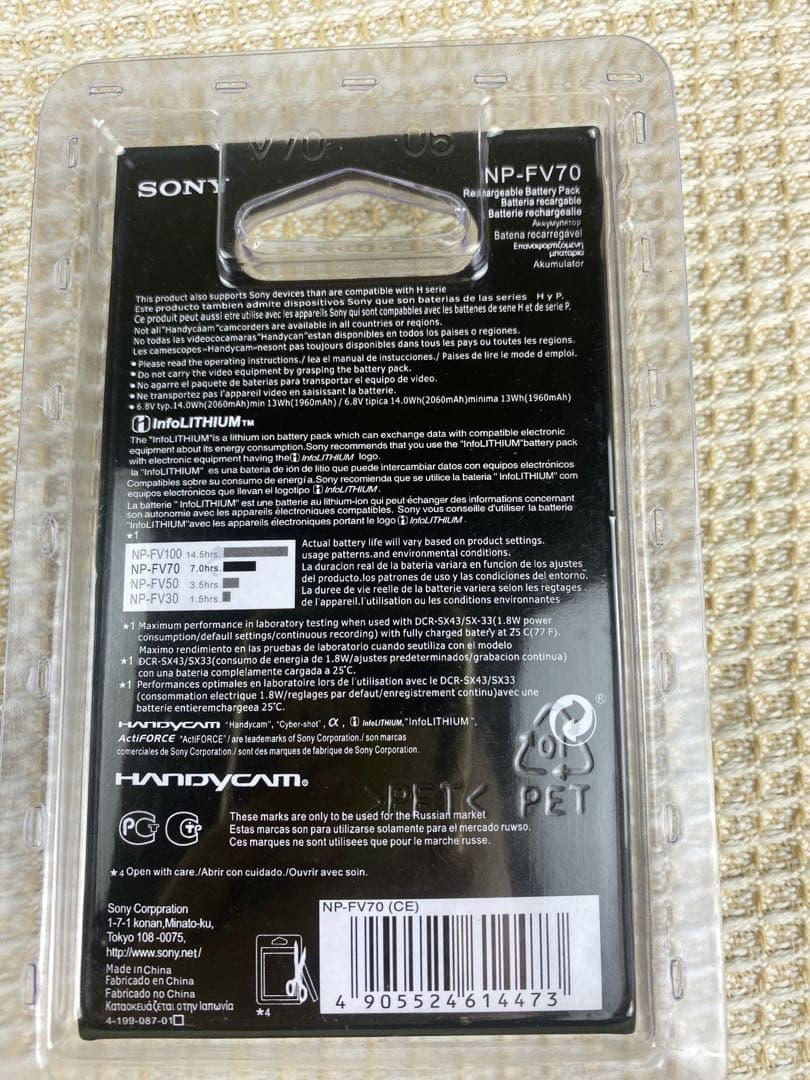 V70 06
SONY
NP-FV70
Rechargeable Battery Pack
Batteria recargable
Batterie rechargealle
Аккумулятор
Batena recarregável
Επαναφορτιζόμενη
μπαταρία
Akumulator
This product also supports Sony devices than are compatible with H serie
Este producto tambien admite dispositivos Sony que son baterias de las series H y P.
Ce produit peut aussi etre utilise avec les appareils Sony qui sont compabbles avec les battenes de sene H et de serie P.
Not all"Handycaam"camcorders are available in all countries or reqions.
No todas las videococamaras"Handycan"estan disponibles en todos los paises o regiones.
Les camescopes«Handycam»nesont pas toujours disponibles dans tous les pays ou toutes les regions.
•Please read the operating instructions./ lea el manual de instucciones./ Paises de lire le mode d emploi.
•Do not carry the video equipment by grasping the battery pack.
•No agarre el paquete de baterias para transportar el equipo de video.
•Ne transportez pas l'appareil video en saisissant la batterie.
•6.8V typ.14.0Wh(2060mAh)min 13Wh(1960mAh) / 6.8V tipica 14.0Wh(2060mAh)minima 13Wh(1960mAh)
InfoLITHIUM™
The "InfoLITHIUM"is a lithium ion battery pack which can exchange data with compatible electronic
equipment about its energy consumption.Sony recommends that you use the "InfoLITHIUM"battery pack
with electronic equipment having the InfoLITHIUM logo.
la "InfoLITHIUM" es una bateria de ión de litio que puede intercambiar datos con equipos electrónicos
Compatibles sobre su consumo de energía.Sony recomienda que se utilice la bateria " InfoLITHIUM" com
equipos electronicos que llevan el logotipo InfoLITHIUM.
La batterie " InfoLITHIUM" est une batterie au lithium-ion qui peut échanger des informations concernant
son autonomie avec les appareils électroniques compatibles. Sony vous conseille d'utiliser la batterie
"InfoLITHIUM"avec les appareils électroniques portant le logo InfoLITHIUM.
★1
NP-FV100 14.5hrs.
NP-FV70 7.0hrs.
NP-FV50 3.5hrs.
NP-FV30 1.5hrs.
Actual battery life will vary based on product settings.
usage patterns.and environmental conditions.
La duracion real de la bateria variara en funcion de los ajustes
del producto.los patrones de uso y las condiciones del entorno.
La duree de vie reelle de la batterie variera selon les regtages
de l'appareil.l'utilisation ou les conditions environnantes
★1 Maximum performance in laboratory testing when used with DCR-SX43/SX-33(1.8W power
consumption/defaull settings/continuous recording) with fully charged batery at 25 C(77 F).
Maximo rendimiento en las pruebas de laboratorio cuando seutiliza con el modelo
★1 DCR-SX43/SX33(consumo de energia de 1.8W/ajustes predeterminados/grabacion continua)
con una bateria complelamente cargada a 25℃.
★1 Performances optimales en laboratoire lors de l'utilisation avec le DCR-SX43/SX33
(consommation electrique 1.8W/reglages par defaut/enregistrement continu)avec une
batterie entieremchargeea 25℃.
HANDYCAM "Handycam", "Cyber-shot", α, InfoLITHIUM,"InfoLITHIUM",
ActiFORCE "ActiFORCE"/are leademarks of Sony Corporation./ son marcas
comerciales de Sony Corporation./ sont des marques de fabrique de Sony Corporation.
HANDYCAM®
®
01
>PET<
PET
These marks are only to be used for the Russian market
Estas marcas son para utilizarse solamente para el mercado ruwso.
Ces marques ne sont utilisees que pour le marche russe.
★4 Open with care./Abrir con cuidado./Ouvrir avec soin.
Sony Corppration
1-7-1 konan,Minato-ku,
Tokyo 108-0075,
http://www.sony.net/
Made in China
Fabricado en China
Fabricado no China
Κατασκευάζεται στην Ιαπωνία
4-199-087-01
★4
NP-FV70 (CE)
4 905524 614473